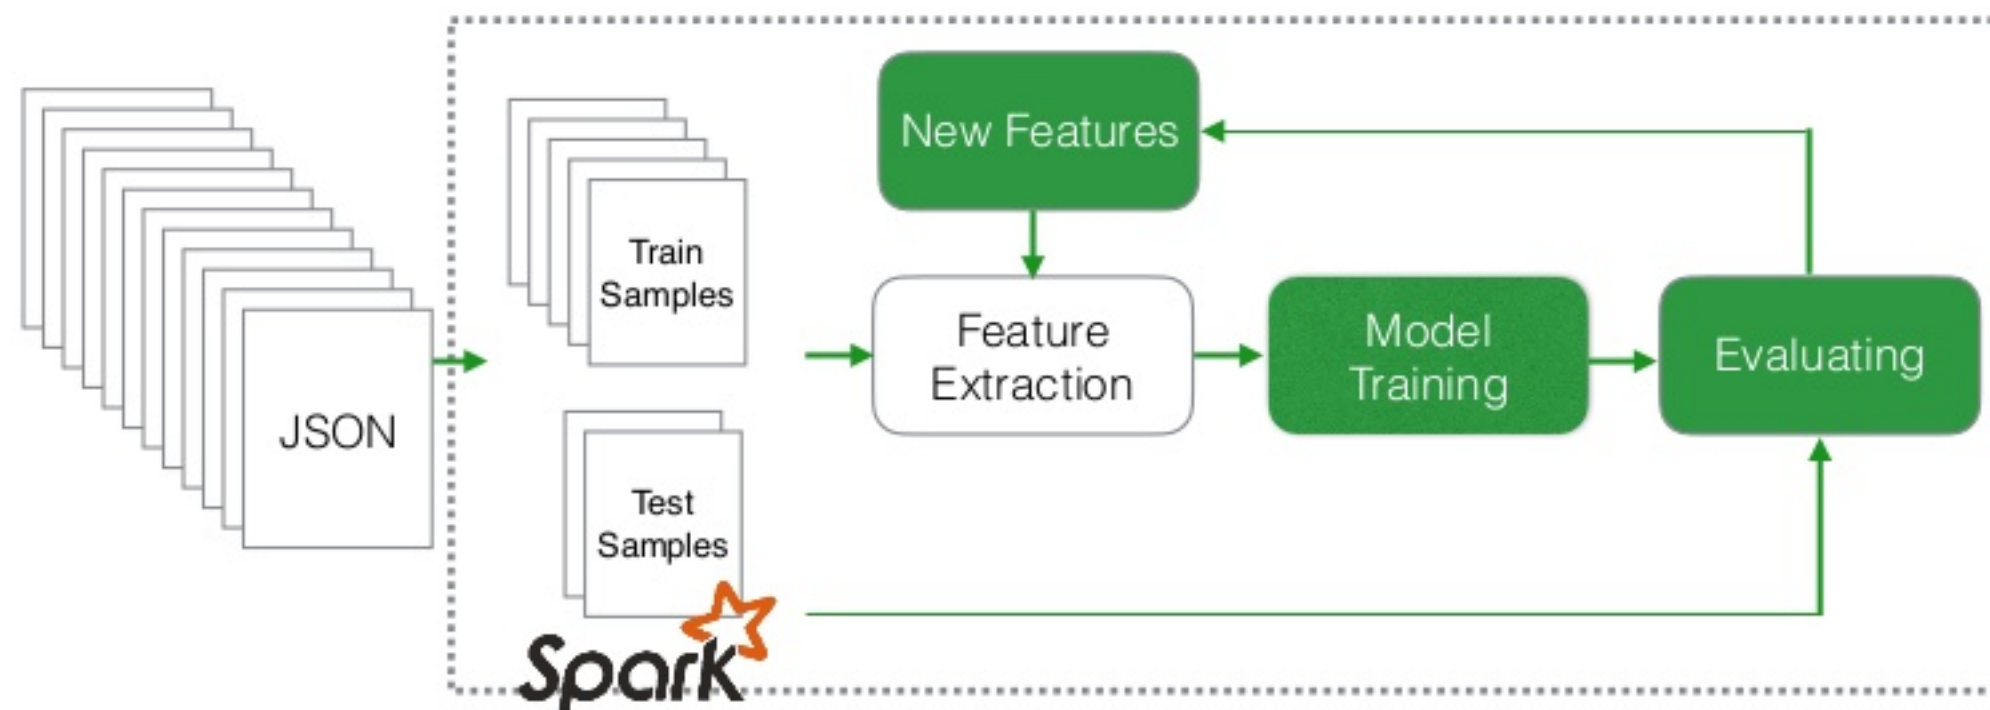 New Features
Train
Samples
Feature
Extraction
Model
Training
Evaluating
JSON
Test
Samples
Spark